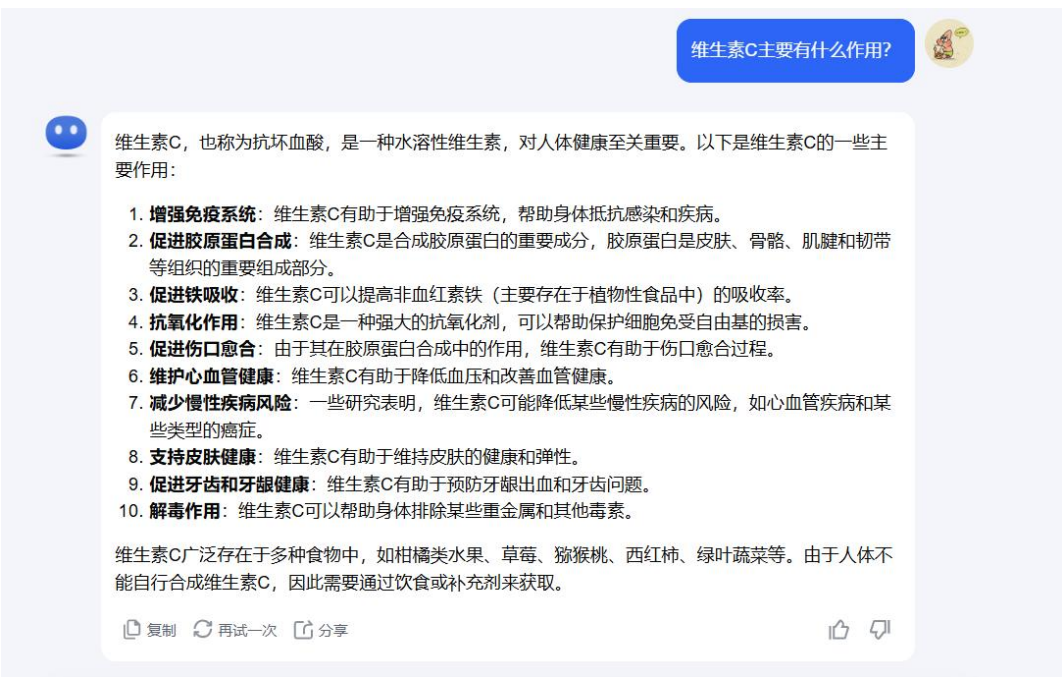 维生素C主要有什么作用?
维生素C，也称为抗坏血酸，是一种水溶性维生素，对人体健康至关重要。以下是维生素C的一些主
要作用：
1. 增强免疫系统：维生素C有助于增强免疫系统，帮助身体抵抗感染和疾病。
2. 促进胶原蛋白合成：维生素C是合成胶原蛋白的重要成分，胶原蛋白是皮肤、骨骼、肌腱和韧带
等组织的重要组成部分。
3. 促进铁吸收：维生素C可以提高非血红素铁（主要存在于植物性食品中）的吸收率。
4. 抗氧化作用：维生素C是一种强大的抗氧化剂，可以帮助保护细胞免受自由基的损害。
5. 促进伤口愈合：由于其在胶原蛋白合成中的作用，维生素C有助于伤口愈合过程。
6. 维护心血管健康：维生素C有助于降低血压和改善血管健康。
7. 减少慢性疾病风险：一些研究表明，维生素C可能降低某些慢性疾病的风险，如心血管疾病和某
些类型的癌症。
8. 支持皮肤健康：维生素C有助于维持皮肤的健康和弹性。
9. 促进牙齿和牙龈健康：维生素C有助于预防牙龈出血和牙齿问题。
10. 解毒作用：维生素C可以帮助身体排除某些重金属和其他毒素。
维生素C广泛存在于多种食物中，如柑橘类水果、草莓、猕猴桃、西红柿、绿叶蔬菜等。由于人体不
能自行合成维生素C，因此需要通过饮食或补充剂来获取。
复制 再试一次 分享